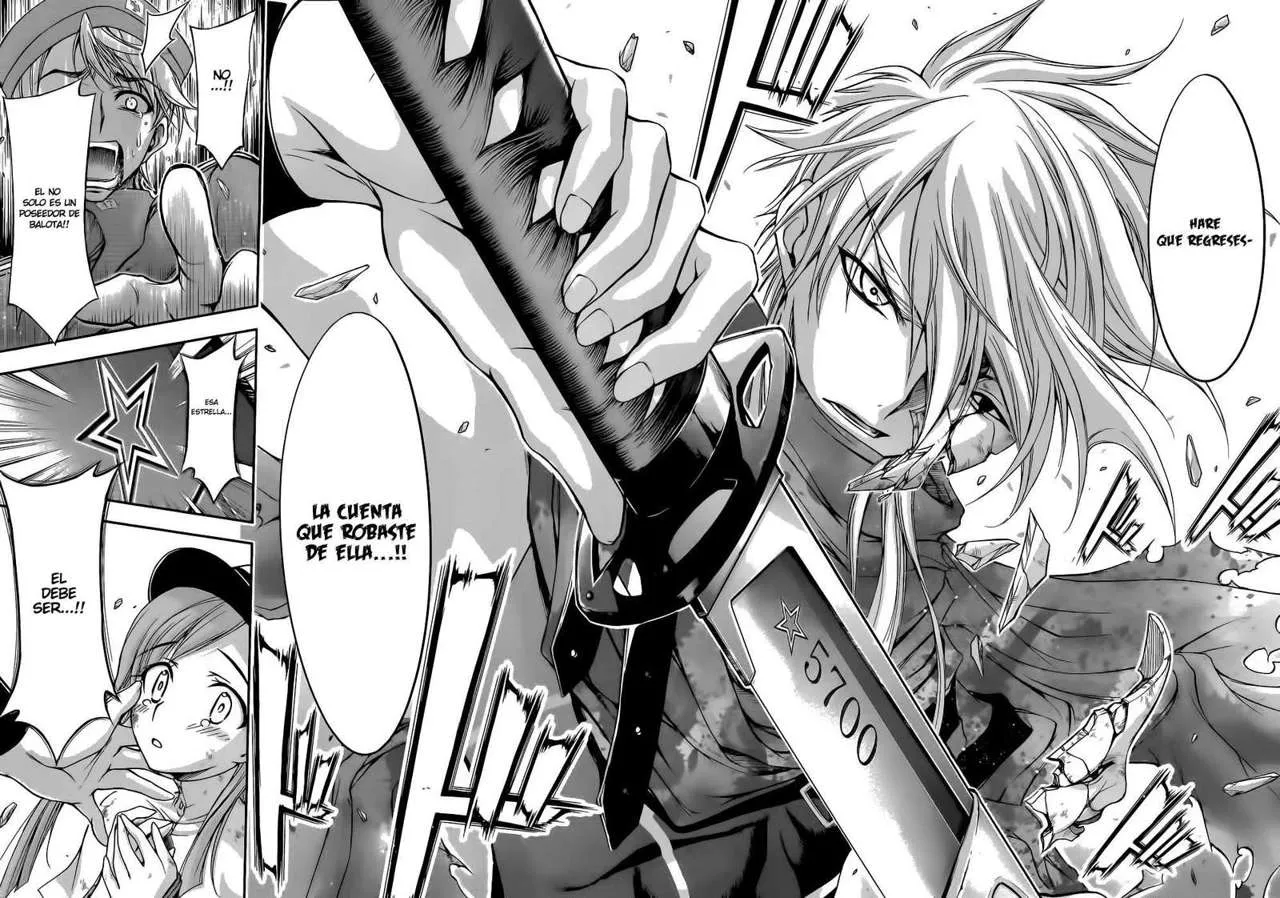 HARE
QUE REGRESES-
LA CUENTA
QUE ROBASTE
DE ELLA...!!
5700
NO
...!!
EL NO
SOLO ES UN
POSEEDOR DE
BALOTA!!
ESA
ESTRELLA...
EL
DEBE
SER...!!